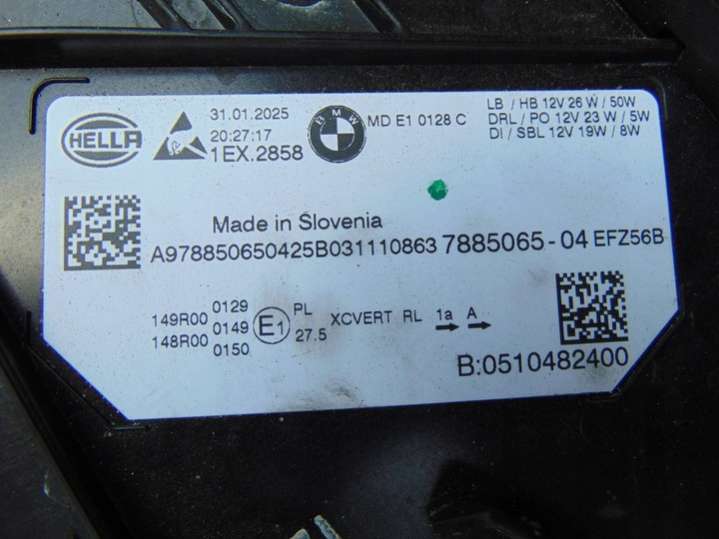 HELLA
31.01.2025
20:27:17
1EX.2858
BMW
MD E1 0128 C
LB / HB 12V 26 W / 50W
DRL / PO 12V 23 W / 5W
DI / SBL 12V 19W / 8W
Made in Slovenia
A978850650425B0311108637885065 - 04 EFZ56B
149R00 0129
148R00 0149
0150
E1
PL
27.5
XCVERT RL 1a A
B:0510482400